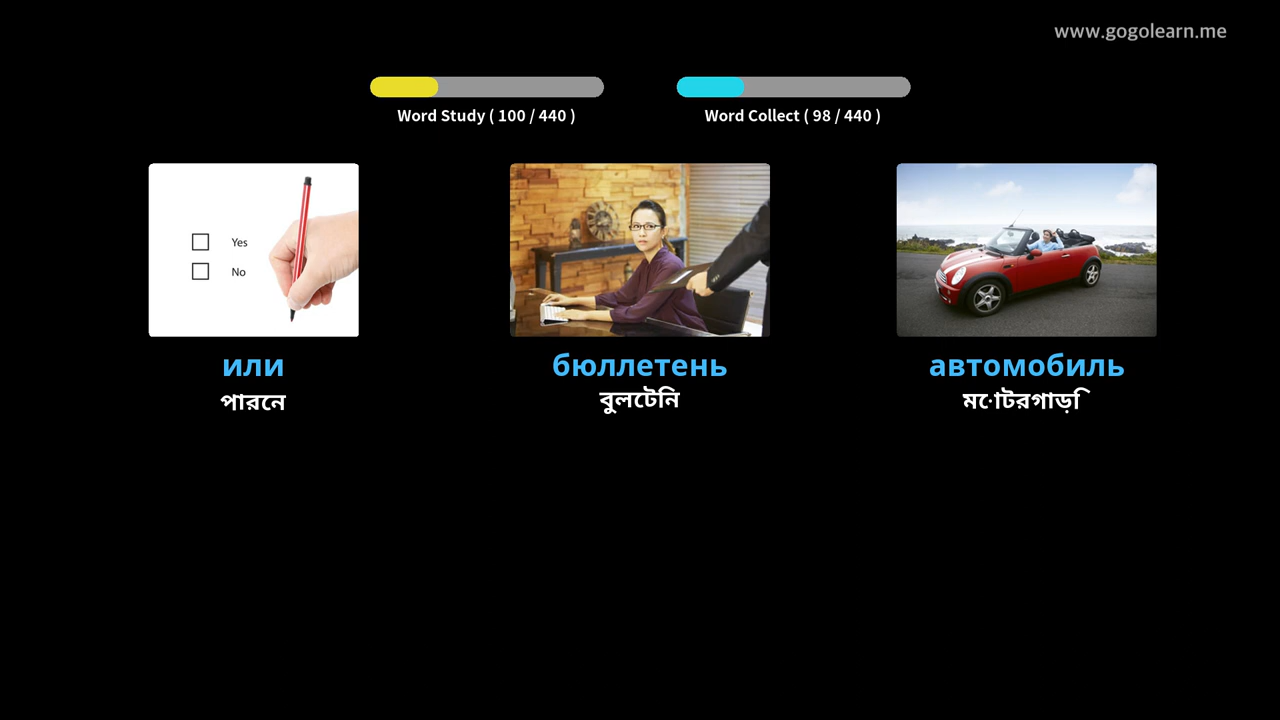 www.gogolearn.me
Word Study ( 100 / 440 )
Word Collect ( 98 / 440 )
Yes
No
или
бюллетень
автомобиль
পারনে
বুলটেনি
মোটরগাড়ি